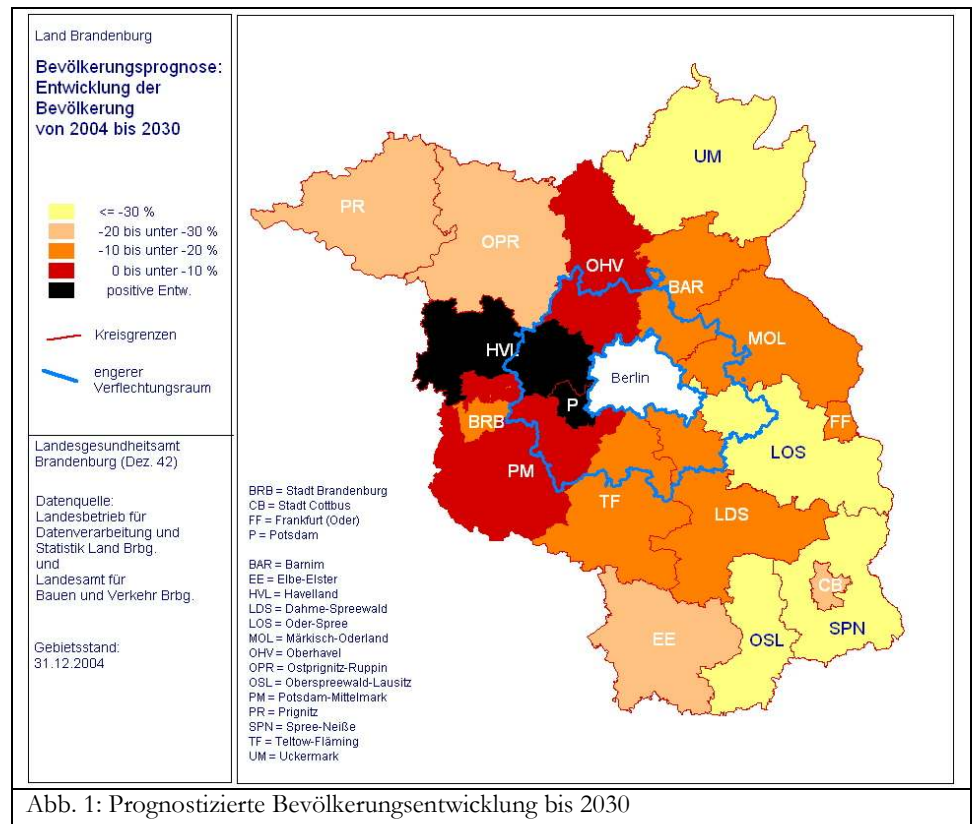 Land Brandenburg
Bevölkerungsprognose:
Entwicklung der
Bevölkerung
von 2004 bis 2030
<= -30 %
-20 bis unter -30 %
-10 bis unter -20 %
0 bis unter -10 %
positive Entw.
Kreisgrenzen
engerer
Verflechtungsraum
Landesgesundheitsamt
Brandenburg (Dez. 42)
Datenquelle:
Landesbetrieb für
Datenverarbeitung und
Statistik Land Brbg.
und
Landesamt für
Bauen und Verkehr Brbg.
Gebietsstand:
31.12.2004
UM
PR
OPR
OHV
BAR
MOL
HVL
Berlin
P
BRB
FF
LOS
PM
TF
LDS
CB
SPN
EE
OSL
BRB = Stadt Brandenburg
CB = Stadt Cottbus
FF = Frankfurt (Oder)
P = Potsdam
BAR = Barnim
EE = Elbe-Elster
HVL = Havelland
LDS = Dahme-Spreewald
LOS = Oder-Spree
MOL = Märkisch-Oderland
OHV = Oberhavel
OPR = Ostprignitz-Ruppin
OSL = Oberspreewald-Lausitz
PM = Potsdam-Mittelmark
PR = Prignitz
SPN = Spree-Neiße
TF = Teltow-Fläming
UM = Uckermark
Abb. 1: Prognostizierte Bevölkerungsentwicklung bis 2030